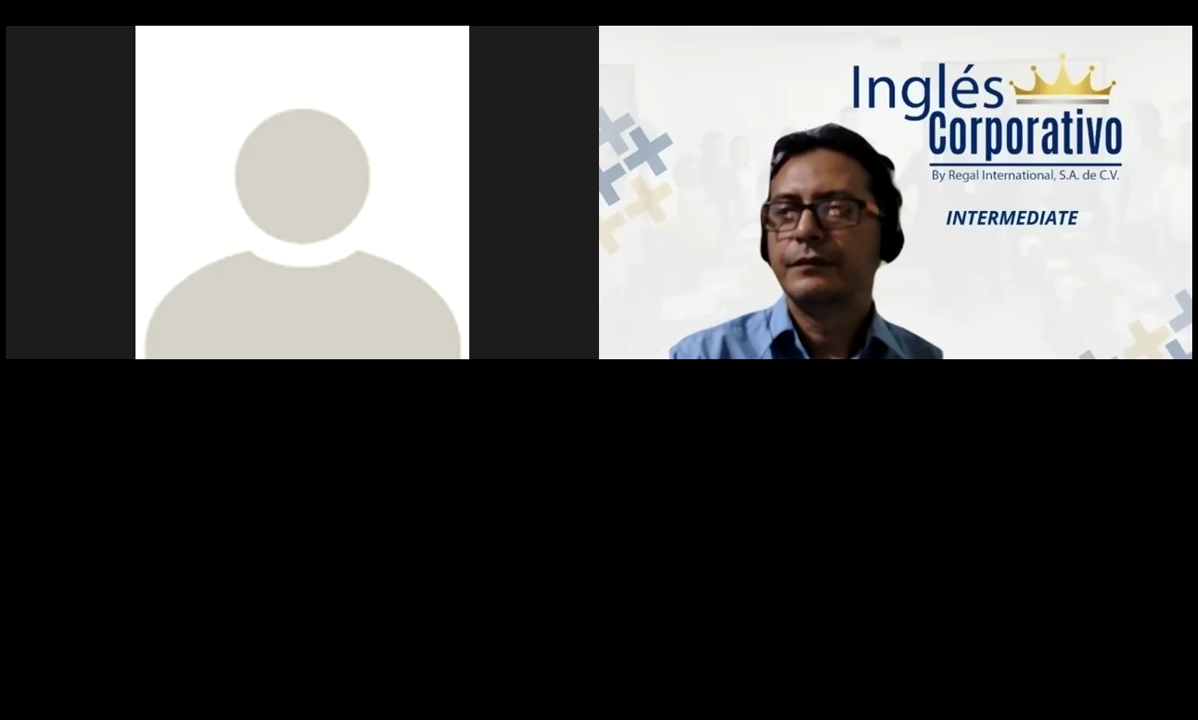 Inglés
Corporativo
By Regal International, S.A. de C.V.
INTERMEDIATE